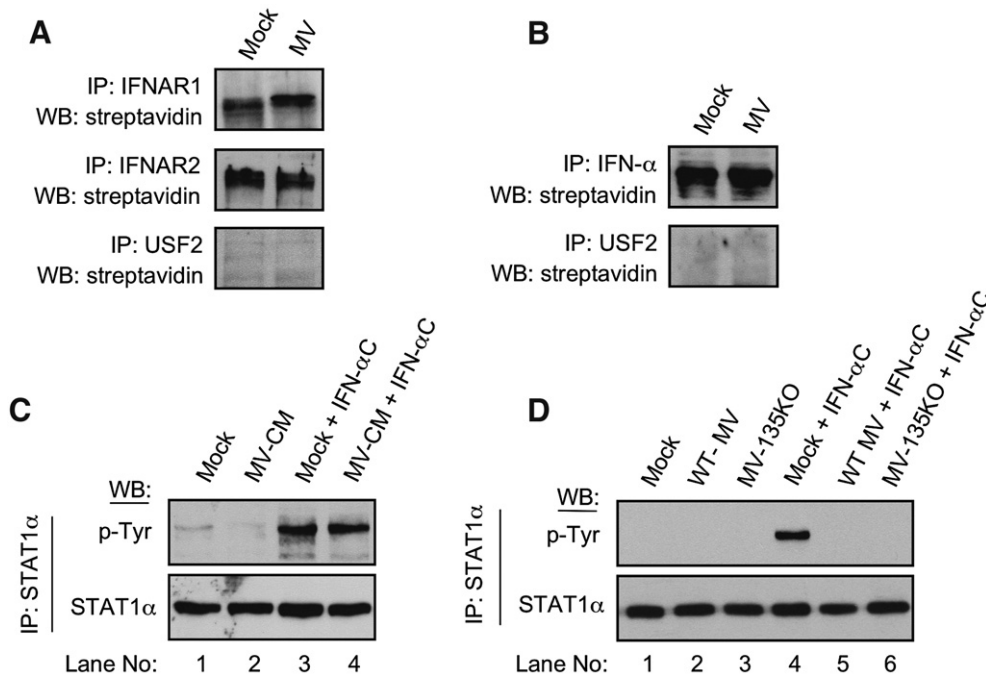 A
Mock
MV
IP: IFNAR1
WB: streptavidin
IP: IFNAR2
WB: streptavidin
IP: USF2
WB: streptavidin
B
Mock
MV
IP: IFN-α
WB: streptavidin
IP: USF2
WB: streptavidin
C
Mock
MV-CM
Mock + IFN-αC
MV-CM + IFN-αC
WB:
IP: STAT1α
p-Tyr
STAT1α
Lane No: 1 2 3 4
D
Mock
WT- MV
MV-135KO
Mock + IFN-αC
WT MV + IFN-αC
MV-135KO + IFN-αC
WB:
IP: STAT1α
p-Tyr
STAT1α
Lane No: 1 2 3 4 5 6